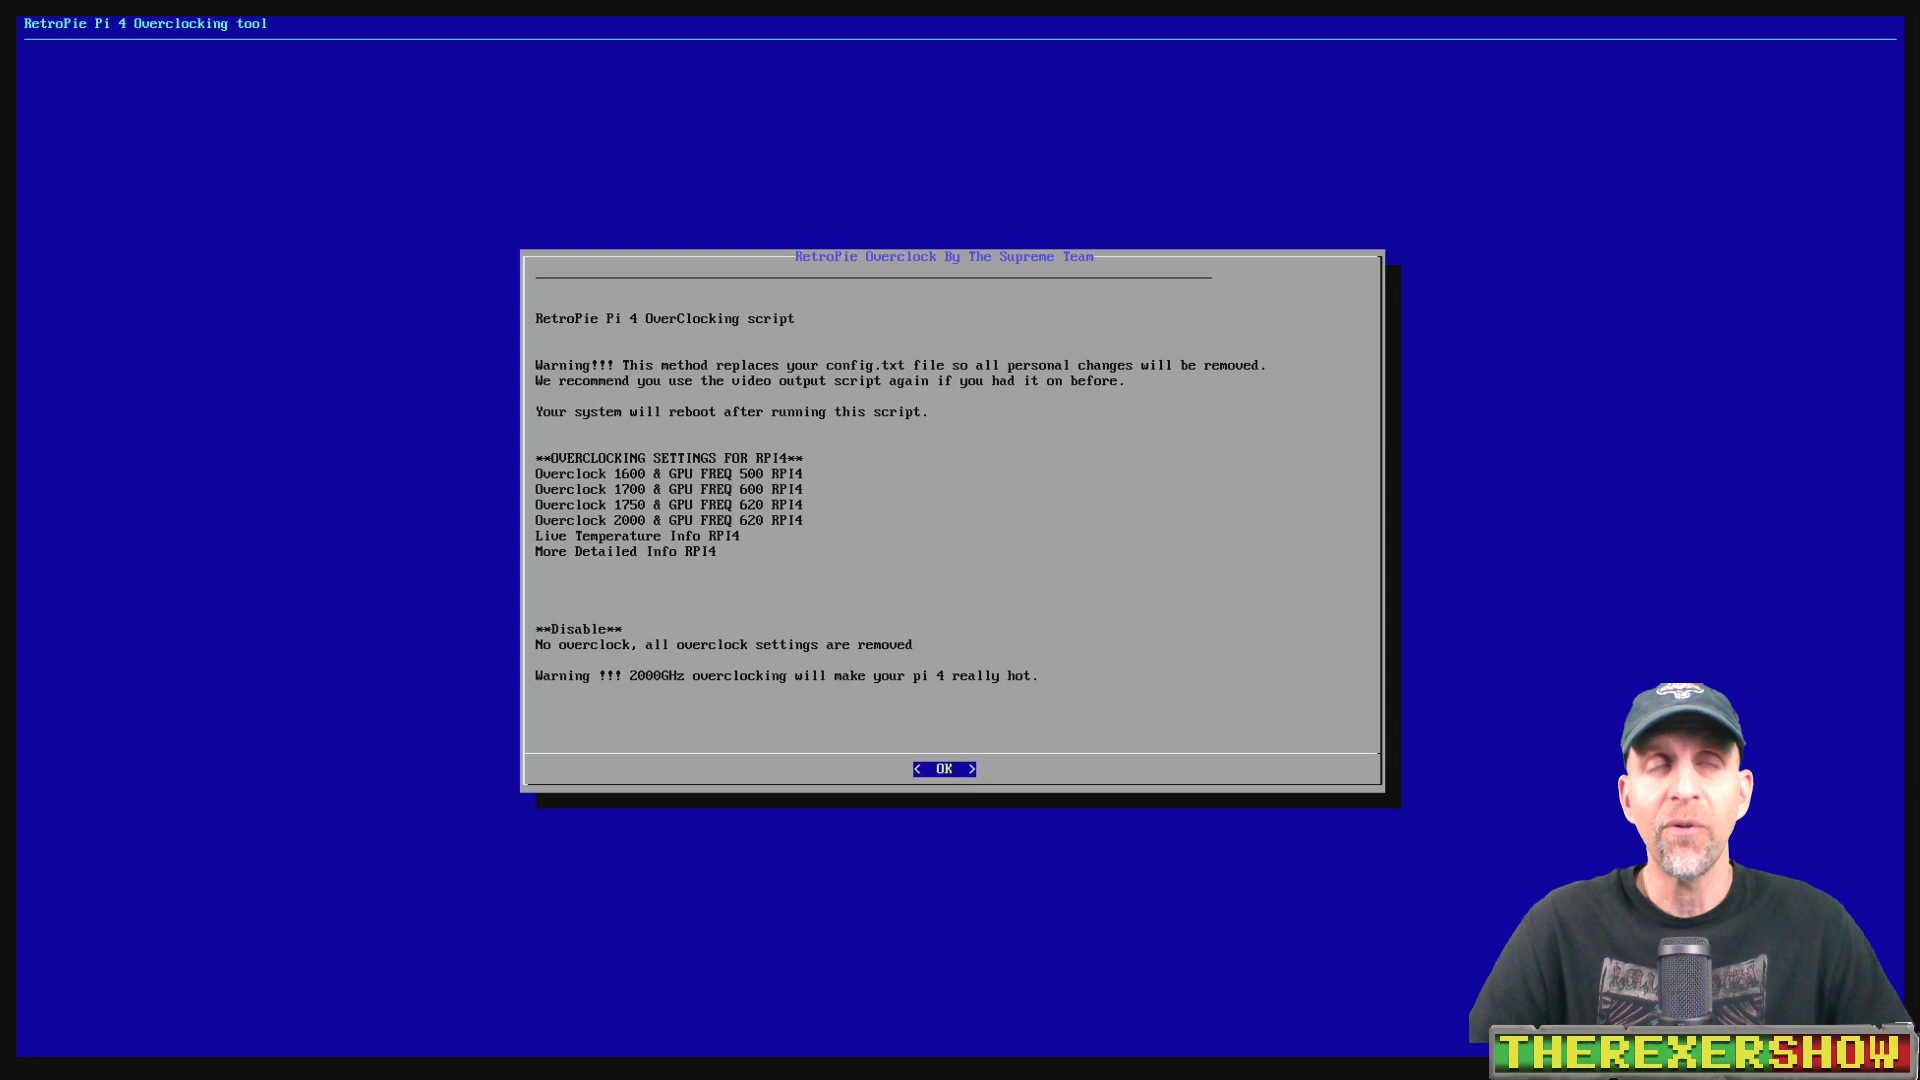 RetroPie Pi 4 Overclocking tool
RetroPie Overclock By The Supreme Team
RetroPie Pi 4 OverClocking script
Warning!!! This method replaces your config.txt file so all personal changes will be removed.
We recommend you use the video output script again if you had it on before.
Your system will reboot after running this script.
**OVERCLOCKING SETTINGS FOR RPI4**
Overclock 1600 & GPU FREQ 500 RPI4
Overclock 1700 & GPU FREQ 600 RPI4
Overclock 1750 & GPU FREQ 620 RPI4
Overclock 2000 & GPU FREQ 620 RPI4
Live Temperature Info RPI4
More Detailed Info RPI4
**Disable**
No overclock, all overclock settings are removed
Warning !!! 2000GHz overclocking will make your pi 4 really hot.
< OK >
THEREXERSHOW